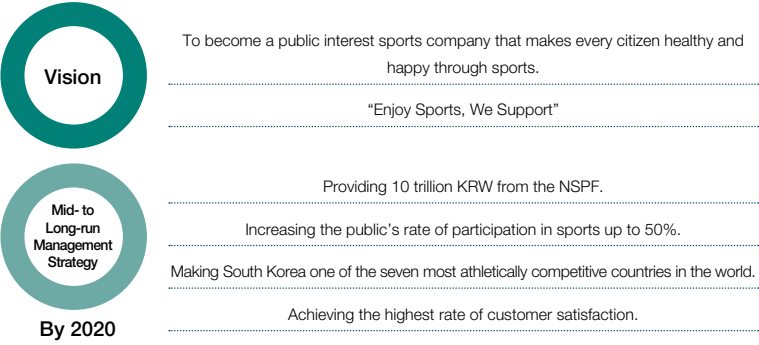 Vision
To become a public interest sports company that makes every citizen healthy and
happy through sports.
“Enjoy Sports, We Support”
Mid- to
Long-run
Management
Strategy
By 2020
Providing 10 trillion KRW from the NSPF.
Increasing the public’s rate of participation in sports up to 50%.
Making South Korea one of the seven most athletically competitive countries in the world.
Achieving the highest rate of customer satisfaction.